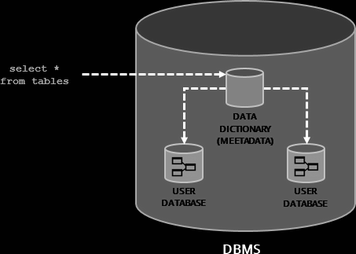 select *
from tables
DATA
DICTIONARY
(MEETADATA)
USER
DATABASE
USER
DATABASE
DBMS